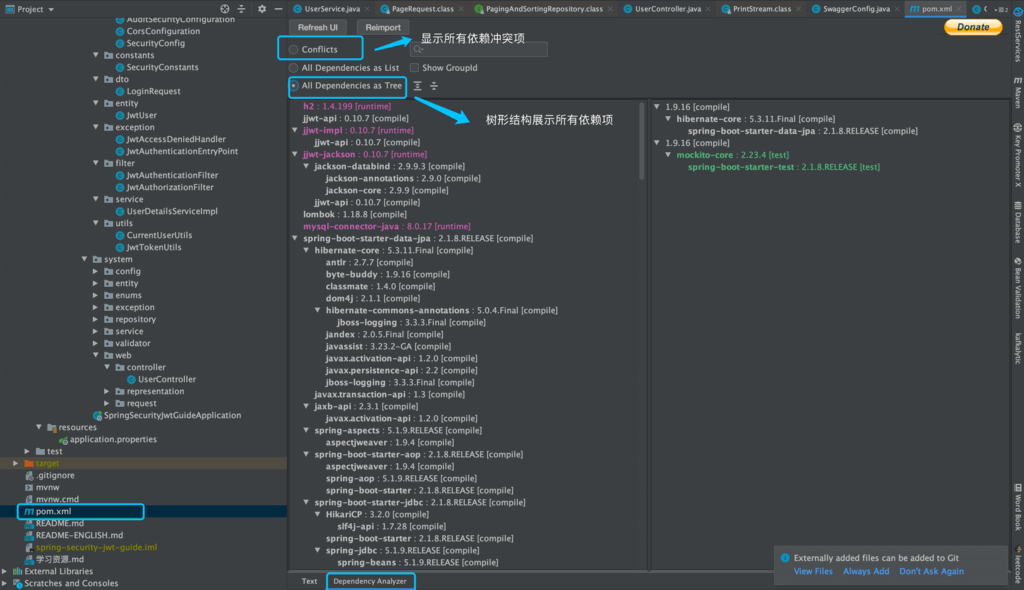 Project
UserService.java
PageRequest.class
PagingAndSortingRepository.class
UserController.java
PrintStream.class
SwaggerConfig.java
pom.xml
AuditSecurityConfiguration
CorsConfiguration
SecurityConfig
constants
SecurityConstants
dto
LoginRequest
entity
JwtUser
exception
JwtAccessDeniedHandler
JwtAuthenticationEntryPoint
filter
JwtAuthenticationFilter
JwtAuthorizationFilter
service
UserDetailsServiceImpl
utils
CurrentUserUtils
JwtTokenUtils
system
config
entity
enums
exception
repository
service
validator
web
controller
UserController
representation
request
SpringSecurityJwtGuideApplication
resources
application.properties
test
target
.gitignore
mvnw
mvnw.cmd
pom.xml
README.md
README-ENGLISH.md
spring-security-jwt-guide.iml
学习资源.md
External Libraries
Scratches and Consoles
Refresh UI
Reimport
Donate
Conflicts
显示所有依赖冲突项
All Dependencies as List
Show GroupId
All Dependencies as Tree
树形结构展示所有依赖项
h2 : 1.4.199 [runtime]
jjwt-api : 0.10.7 [compile]
jjwt-impl : 0.10.7 [runtime]
jjwt-api : 0.10.7 [compile]
jjwt-jackson : 0.10.7 [runtime]
jackson-databind : 2.9.9.3 [compile]
jackson-annotations : 2.9.0 [compile]
jackson-core : 2.9.9 [compile]
jjwt-api : 0.10.7 [compile]
lombok : 1.18.8 [compile]
mysql-connector-java : 8.0.17 [runtime]
spring-boot-starter-data-jpa : 2.1.8.RELEASE [compile]
hibernate-core : 5.3.11.Final [compile]
antlr : 2.7.7 [compile]
byte-buddy : 1.9.16 [compile]
classmate : 1.4.0 [compile]
dom4j : 2.1.1 [compile]
hibernate-commons-annotations : 5.0.4.Final [compile]
jboss-logging : 3.3.3.Final [compile]
jandex : 2.0.5.Final [compile]
javassist : 3.23.2-GA [compile]
javax.activation-api : 1.2.0 [compile]
javax.persistence-api : 2.2 [compile]
jboss-logging : 3.3.3.Final [compile]
javax.transaction-api : 1.3 [compile]
jaxb-api : 2.3.1 [compile]
javax.activation-api : 1.2.0 [compile]
spring-aspects : 5.1.9.RELEASE [compile]
aspectjweaver : 1.9.4 [compile]
spring-boot-starter-aop : 2.1.8.RELEASE [compile]
aspectjweaver : 1.9.4 [compile]
spring-aop : 5.1.9.RELEASE [compile]
spring-boot-starter : 2.1.8.RELEASE [compile]
spring-boot-starter-jdbc : 2.1.8.RELEASE [compile]
HikariCP : 3.2.0 [compile]
slf4j-api : 1.7.28 [compile]
spring-boot-starter : 2.1.8.RELEASE [compile]
spring-jdbc : 5.1.9.RELEASE [compile]
spring-beans : 5.1.9.RELEASE [compile]
1.9.16 [compile]
hibernate-core : 5.3.11.Final [compile]
spring-boot-starter-data-jpa : 2.1.8.RELEASE [compile]
1.9.16 [compile]
mockito-core : 2.23.4 [test]
spring-boot-starter-test : 2.1.8.RELEASE [test]
Text
Dependency Analyzer
Externally added files can be added to Git
View Files
Always Add
Don't Ask Again
RestServices
Maven
Key Promoter X
Database
Bean Validation
kafkalytic
Word Book
leetcode